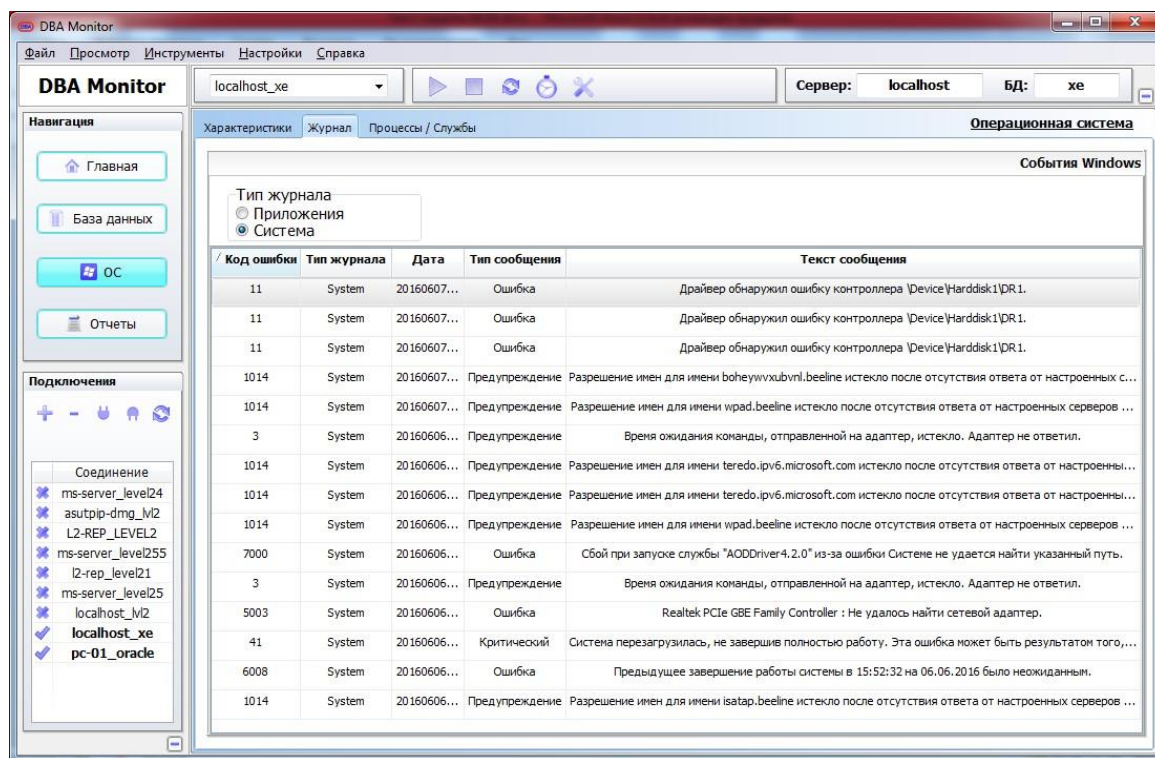 DBA Monitor
Файл Просмотр Инструменты Настройки Справка
DBA Monitor
localhost_xe
Сервер: localhost БД: xe
Навигация
Главная
База данных
ОС
Отчеты
Подключения
Соединение
ms-server_level24
asutpip-dmg_lvl2
L2-REP_LEVEL2
ms-server_level255
l2-rep_level21
ms-server_level25
localhost_lvl2
localhost_xe
pc-01_oracle
Характеристики Журнал Процессы / Службы Операционная система
События Windows
Тип журнала
Приложения
Система
Код ошибки Тип журнала Дата Тип сообщения Текст сообщения
11 System 20160607... Ошибка Драйвер обнаружил ошибку контроллера \Device\Harddisk1\DR1.
11 System 20160607... Ошибка Драйвер обнаружил ошибку контроллера \Device\Harddisk1\DR1.
11 System 20160607... Ошибка Драйвер обнаружил ошибку контроллера \Device\Harddisk1\DR1.
1014 System 20160607... Предупреждение Разрешение имен для имени boheywvxubvnl.beeline истекло после отсутствия ответа от настроенных с...
1014 System 20160607... Предупреждение Разрешение имен для имени wpad.beeline истекло после отсутствия ответа от настроенных серверов ...
3 System 20160606... Предупреждение Время ожидания команды, отправленной на адаптер, истекло. Адаптер не ответил.
1014 System 20160606... Предупреждение Разрешение имен для имени teredo.ipv6.microsoft.com истекло после отсутствия ответа от настроенны...
1014 System 20160606... Предупреждение Разрешение имен для имени teredo.ipv6.microsoft.com истекло после отсутствия ответа от настроенны...
1014 System 20160606... Предупреждение Разрешение имен для имени wpad.beeline истекло после отсутствия ответа от настроенных серверов ...
7000 System 20160606... Ошибка Сбой при запуске службы "AODDriver4.2.0" из-за ошибки Системе не удается найти указанный путь.
3 System 20160606... Предупреждение Время ожидания команды, отправленной на адаптер, истекло. Адаптер не ответил.
5003 System 20160606... Ошибка Realtek PCIe GBE Family Controller : Не удалось найти сетевой адаптер.
41 System 20160606... Критический Система перезагрузилась, не завершив полностью работу. Эта ошибка может быть результатом того,...
6008 System 20160606... Ошибка Предыдущее завершение работы системы в 15:52:32 на 06.06.2016 было неожиданным.
1014 System 20160606... Предупреждение Разрешение имен для имени isatap.beeline истекло после отсутствия ответа от настроенных серверов ...